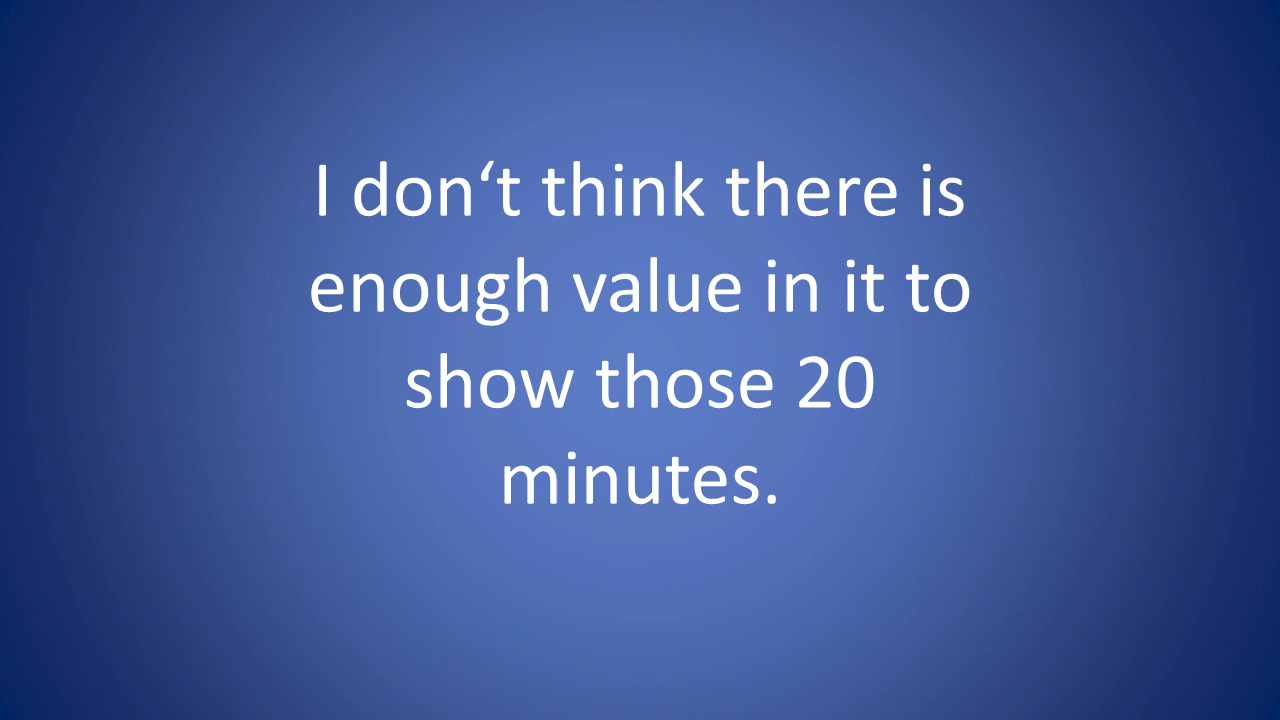 I don‘t think there is
enough value in it to
show those 20
minutes.